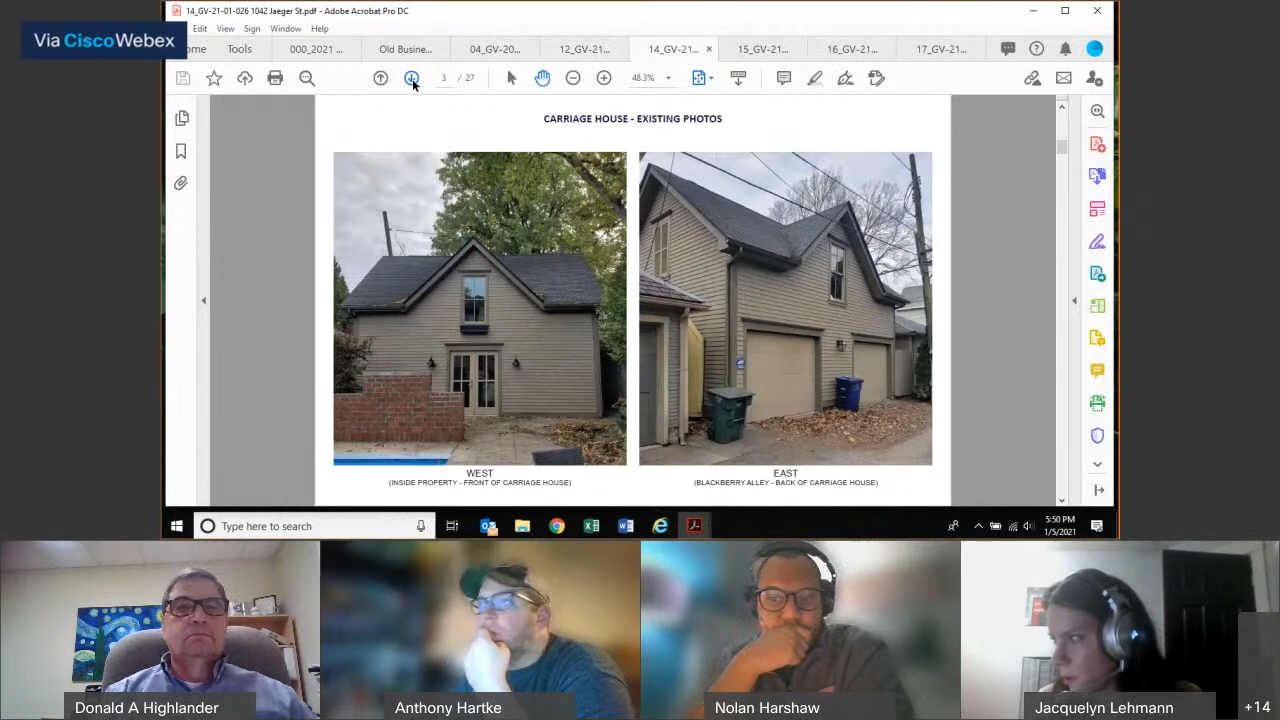 14_GV-21-01-026 1042 Jaeger St.pdf - Adobe Acrobat Pro DC
Via CiscoWebex
Edit View Sign Window Help
ome Tools 000_2021 ... Old Busine... 04_GV-20... 12_GV-21... 14_GV-21... × 15_GV-21... 16_GV-21... 17_GV-21...
3 / 27 48.3%
CARRIAGE HOUSE - EXISTING PHOTOS
WEST
(INSIDE PROPERTY - FRONT OF CARRIAGE HOUSE)
EAST
(BLACKBERRY ALLEY - BACK OF CARRIAGE HOUSE)
Type here to search
5:50 PM
1/5/2021
Donald A Highlander
Anthony Hartke
Nolan Harshaw
Jacquelyn Lehmann
+14